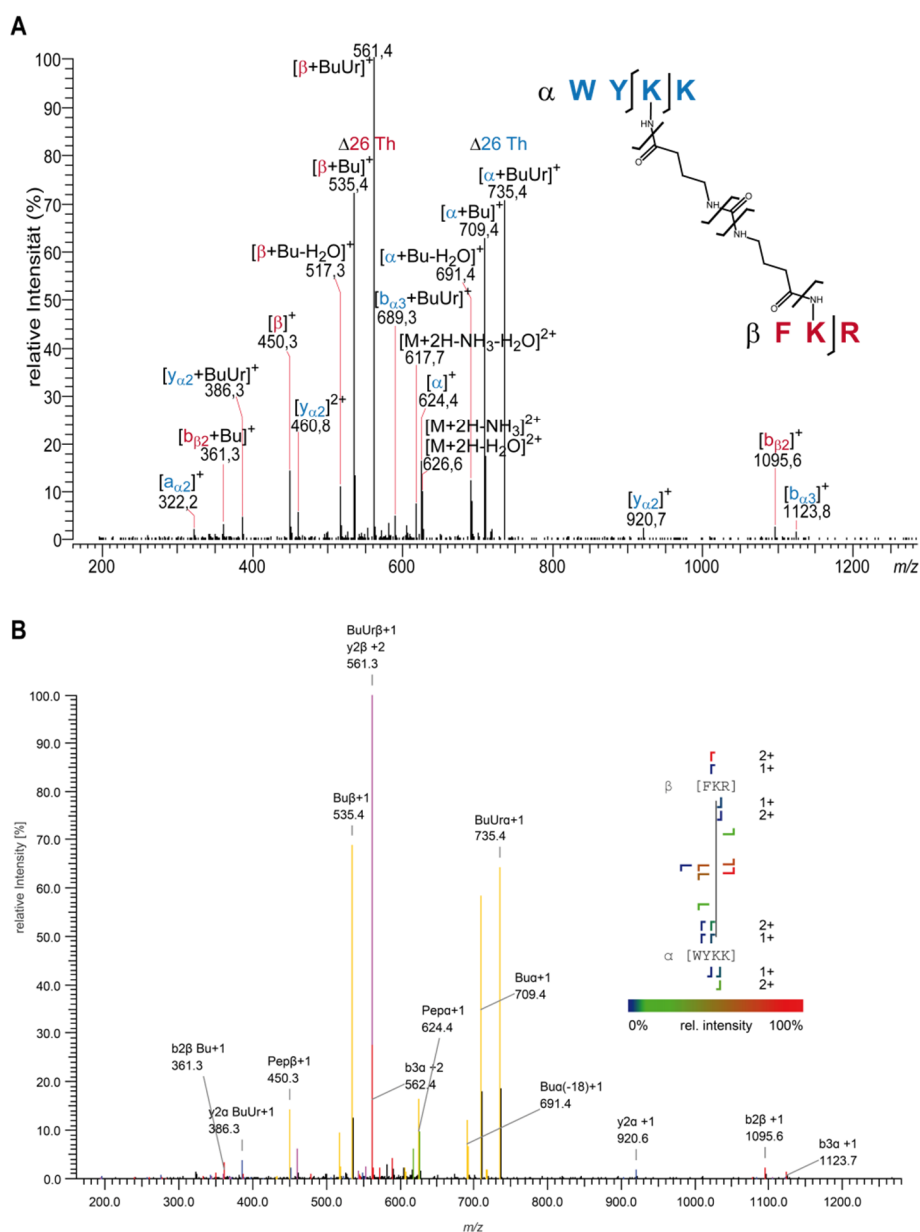 A
[β+BuUr]⁺
561,4
α W Y K K
HN
O
NH
O
NH
O
NH
β F K R
Δ26 Th
Δ26 Th
[β+Bu]⁺
535,4
[α+BuUr]⁺
735,4
[α+Bu]⁺
709,4
[β+Bu-H₂O]⁺
517,3
[α+Bu-H₂O]⁺
691,4
[bα3+BuUr]⁺
689,3
[β]⁺
450,3
[M+2H-NH₃-H₂O]²⁺
617,7
[yα2+BuUr]⁺
386,3
[α]⁺
624,4
[yα2]²⁺
460,8
[M+2H-NH₃]²⁺
[M+2H-H₂O]²⁺
626,6
[bβ2+Bu]⁺
361,3
[aα2]⁺
322,2
[yα2]⁺
920,7
[bβ2]⁺
1095,6
[bα3]⁺
1123,8
relative Intensität (%)
100
90
80
70
60
50
40
30
20
10
0
200 400 600 800 1000 1200 m/z
B
BuUrβ+1
y2β +2
561.3
Buβ+1
535.4
BuUrα+1
735.4
Buα+1
709.4
Pepα+1
624.4
b2β Bu+1
361.3
Pepβ+1
450.3
b3α +2
562.4
y2α BuUr+1
386.3
Buα(-18)+1
691.4
y2α +1
920.6
b2β +1
1095.6
b3α +1
1123.7
2+
1+
β [FKR]
1+
2+
2+
1+
α [WYKK]
1+
2+
0% rel. intensity 100%
relative Intensity [%]
100.0
90.0
80.0
70.0
60.0
50.0
40.0
30.0
20.0
10.0
0.0
200.0 300.0 400.0 500.0 600.0 700.0 800.0 900.0 1000.0 1100.0 1200.0
m/z